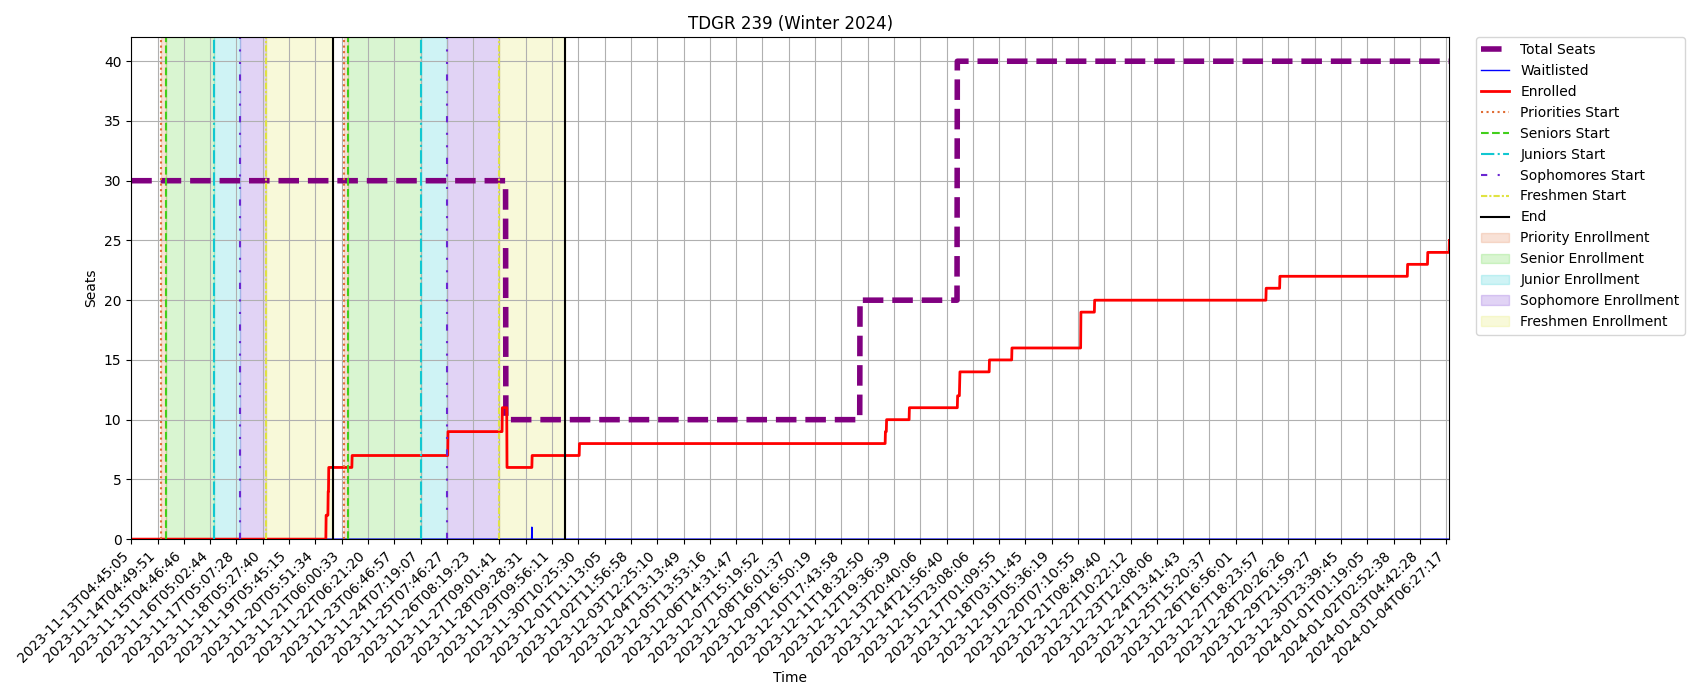 TDGR 239 (Winter 2024)
Seats
40
35
30
25
20
15
10
5
0
2023-11-13T04:45:05
2023-11-14T04:49:51
2023-11-15T04:46:46
2023-11-16T05:02:44
2023-11-17T05:07:28
2023-11-18T05:27:40
2023-11-19T05:45:15
2023-11-20T05:51:34
2023-11-21T06:00:33
2023-11-22T06:21:20
2023-11-23T06:46:57
2023-11-24T07:19:07
2023-11-25T07:46:27
2023-11-26T08:19:23
2023-11-27T09:01:41
2023-11-28T09:28:31
2023-11-29T09:56:11
2023-11-30T10:25:30
2023-12-01T11:13:05
2023-12-02T11:56:58
2023-12-03T12:25:10
2023-12-04T13:13:49
2023-12-05T13:53:16
2023-12-06T14:31:47
2023-12-07T15:19:52
2023-12-08T16:01:37
2023-12-09T16:50:19
2023-12-10T17:43:58
2023-12-11T18:32:50
2023-12-12T19:36:39
2023-12-13T20:40:06
2023-12-14T21:56:40
2023-12-15T23:08:06
2023-12-17T01:09:55
2023-12-18T03:11:45
2023-12-19T05:36:19
2023-12-20T07:10:55
2023-12-21T08:49:40
2023-12-22T10:22:12
2023-12-23T12:08:06
2023-12-24T13:41:43
2023-12-25T15:20:37
2023-12-26T16:56:01
2023-12-27T18:23:57
2023-12-28T20:26:26
2023-12-29T21:59:27
2023-12-30T23:39:45
2024-01-01T01:19:05
2024-01-02T02:52:38
2024-01-03T04:42:28
2024-01-04T06:27:17
Time
Total Seats
Waitlisted
Enrolled
Priorities Start
Seniors Start
Juniors Start
Sophomores Start
Freshmen Start
End
Priority Enrollment
Senior Enrollment
Junior Enrollment
Sophomore Enrollment
Freshmen Enrollment